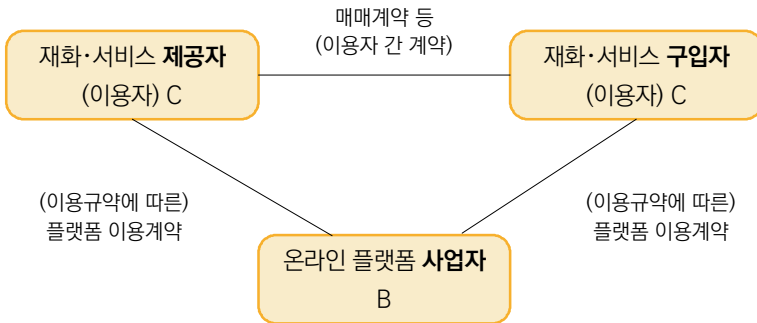 매매계약 등
(이용자 간 계약)
재화·서비스 제공자
(이용자) C
재화·서비스 구입자
(이용자) C
(이용규약에 따른)
플랫폼 이용계약
(이용규약에 따른)
플랫폼 이용계약
온라인 플랫폼 사업자
B